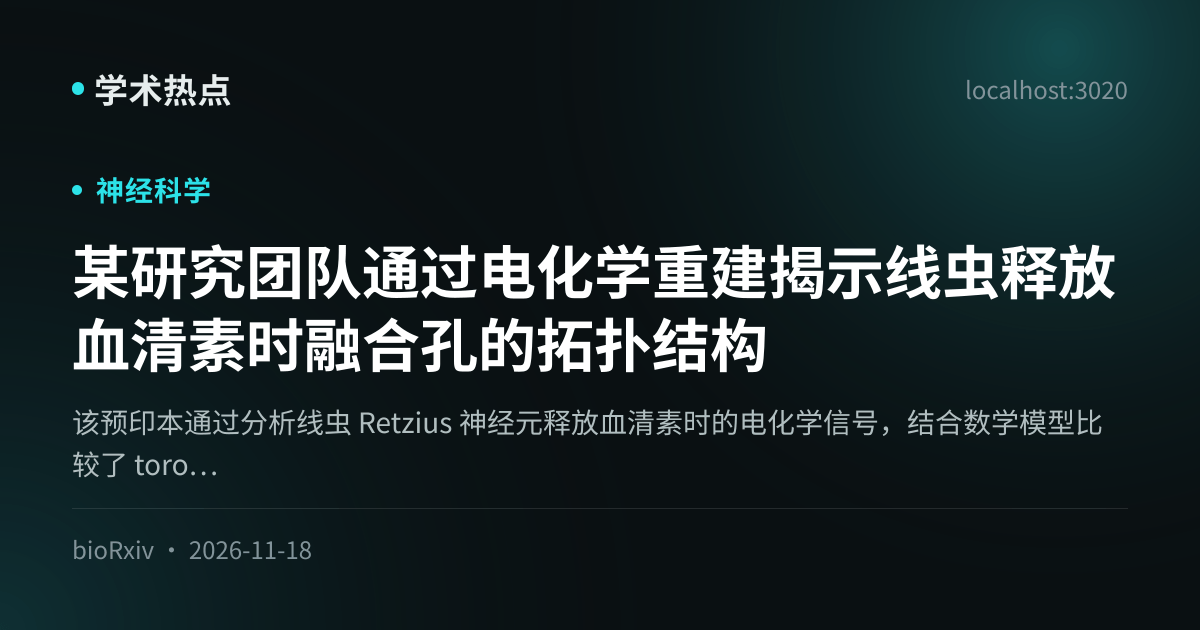 学术热点
localhost:3020
神经科学
某研究团队通过电化学重建揭示线虫释放
血清素时融合孔的拓扑结构
该预印本通过分析线虫 Retzius 神经元释放血清素时的电化学信号，结合数学模型比
较了 toro…
bioRxiv · 2026-11-18